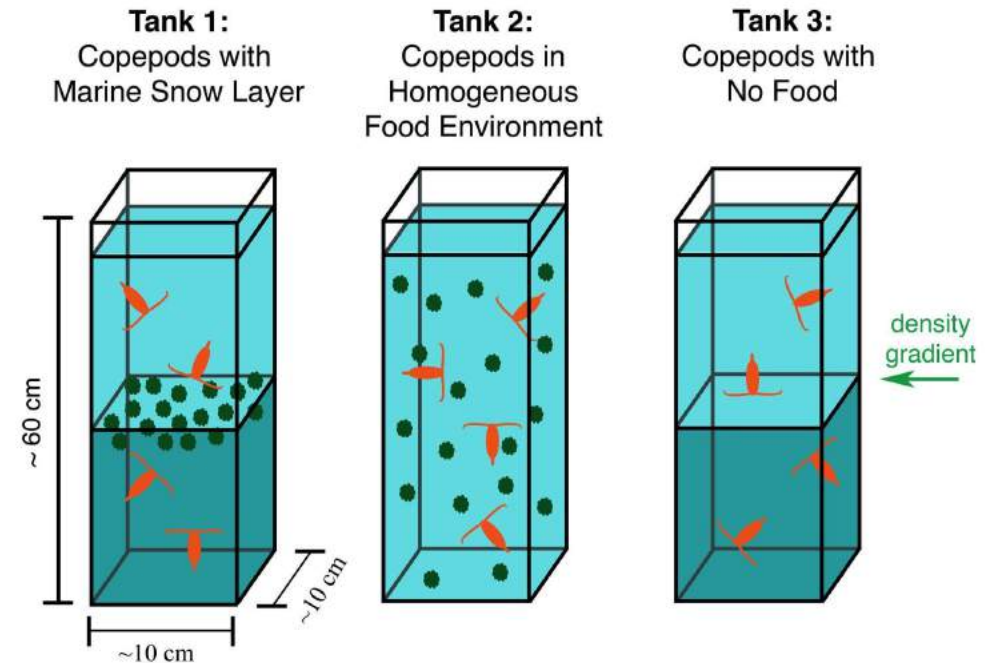 Tank 1:
Copepods with
Marine Snow Layer
Tank 2:
Copepods in
Homogeneous
Food Environment
Tank 3:
Copepods with
No Food
density
gradient
~ 60 cm
~10 cm
~10 cm